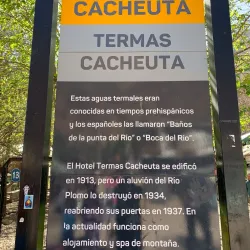 CACHEUTA
TERMAS
CACHEUTA
Estas aguas termales eran
conocidas en tiempos prehispánicos
y los españoles las llamaron "Baños
de la punta del Río" o "Boca del Río".
El Hotel Termas Cacheuta se edificó
en 1913, pero un aluvión del Río
Plomo lo destruyó en 1934,
reabriendo sus puertas en 1937. En
la actualidad funciona como
alojamiento y spa de montaña.
13